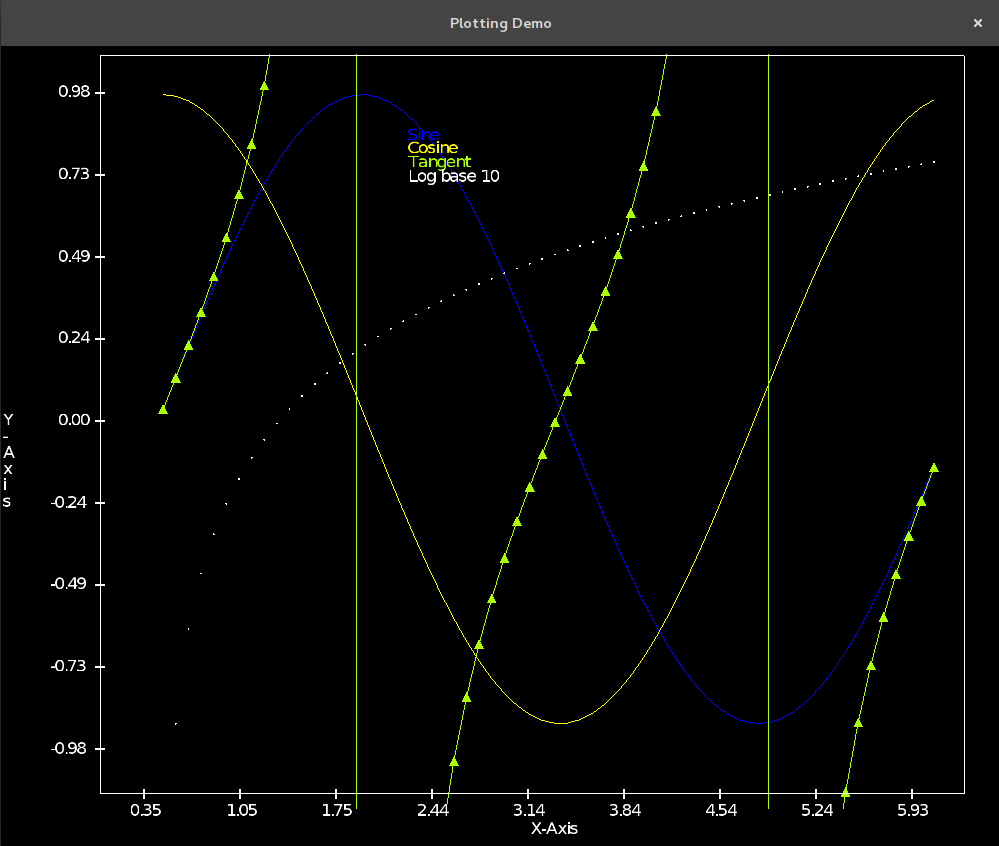 Plotting Demo
×
0.98
0.73
0.49
0.24
0.00
-0.24
-0.49
-0.73
-0.98
Y
-
A
x
i
s
Sine
Cosine
Tangent
Log base 10
0.35 1.05 1.75 2.44 3.14 3.84 4.54 5.24 5.93
X-Axis